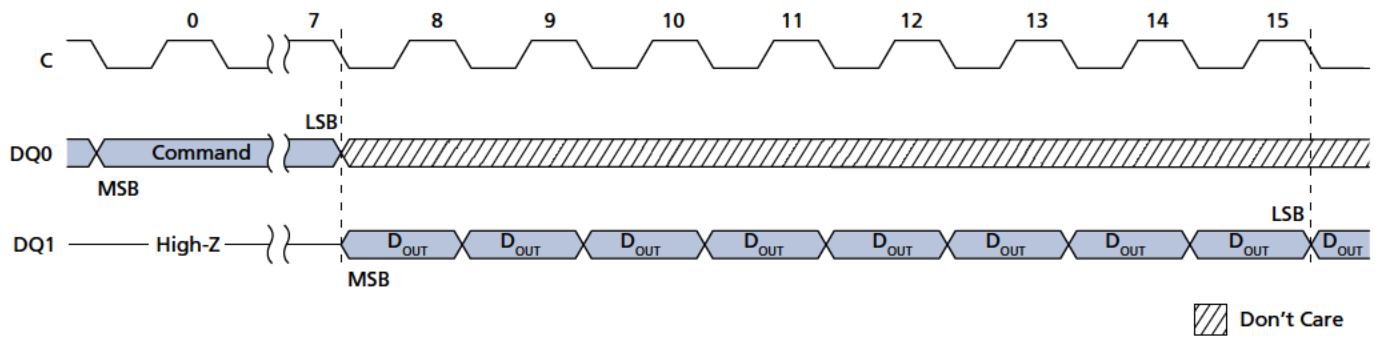 0 7 8 9 10 11 12 13 14 15
C
LSB
DQ0 Command
MSB
LSB
DQ1 High-Z DOUT DOUT DOUT DOUT DOUT DOUT DOUT DOUT DOUT
MSB
Don't Care